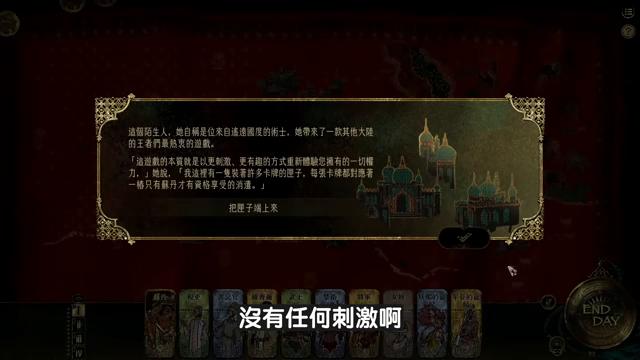 這個陌生人,她自稱是位來自遙遠國度的術士,她帶來了一款其他大陸
的王者們最熱衷的遊戲。
「這遊戲的本質就是以更刺激、更有趣的方式重新體驗您擁有的一切權
力,」她說,「我這裡有一隻裝著許多卡牌的匣子,每張卡牌都對應著
一樁只有蘇丹才有資格享受的消遣。」
把匣子端上來
沒有任何刺激啊
END
DAY